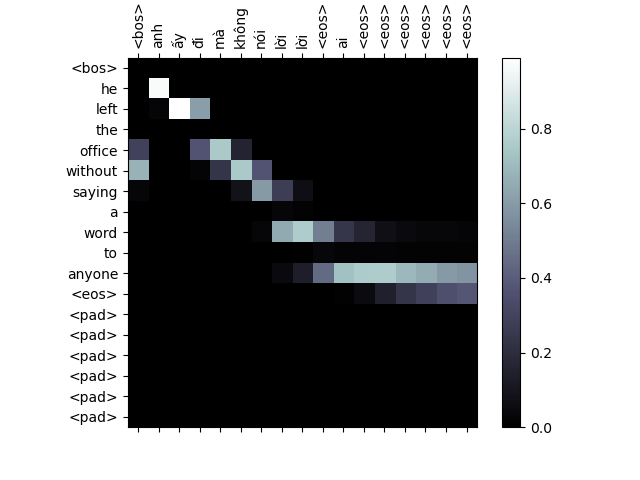 <bos> anh ấy đi mà không nói lời lời <eos> ai <eos> <eos> <eos> <eos> <eos> <eos>
<bos>
he
left
the
office
without
saying
a
word
to
anyone
<eos>
<pad>
<pad>
<pad>
<pad>
<pad>
<pad>
0.8
0.6
0.4
0.2
0.0